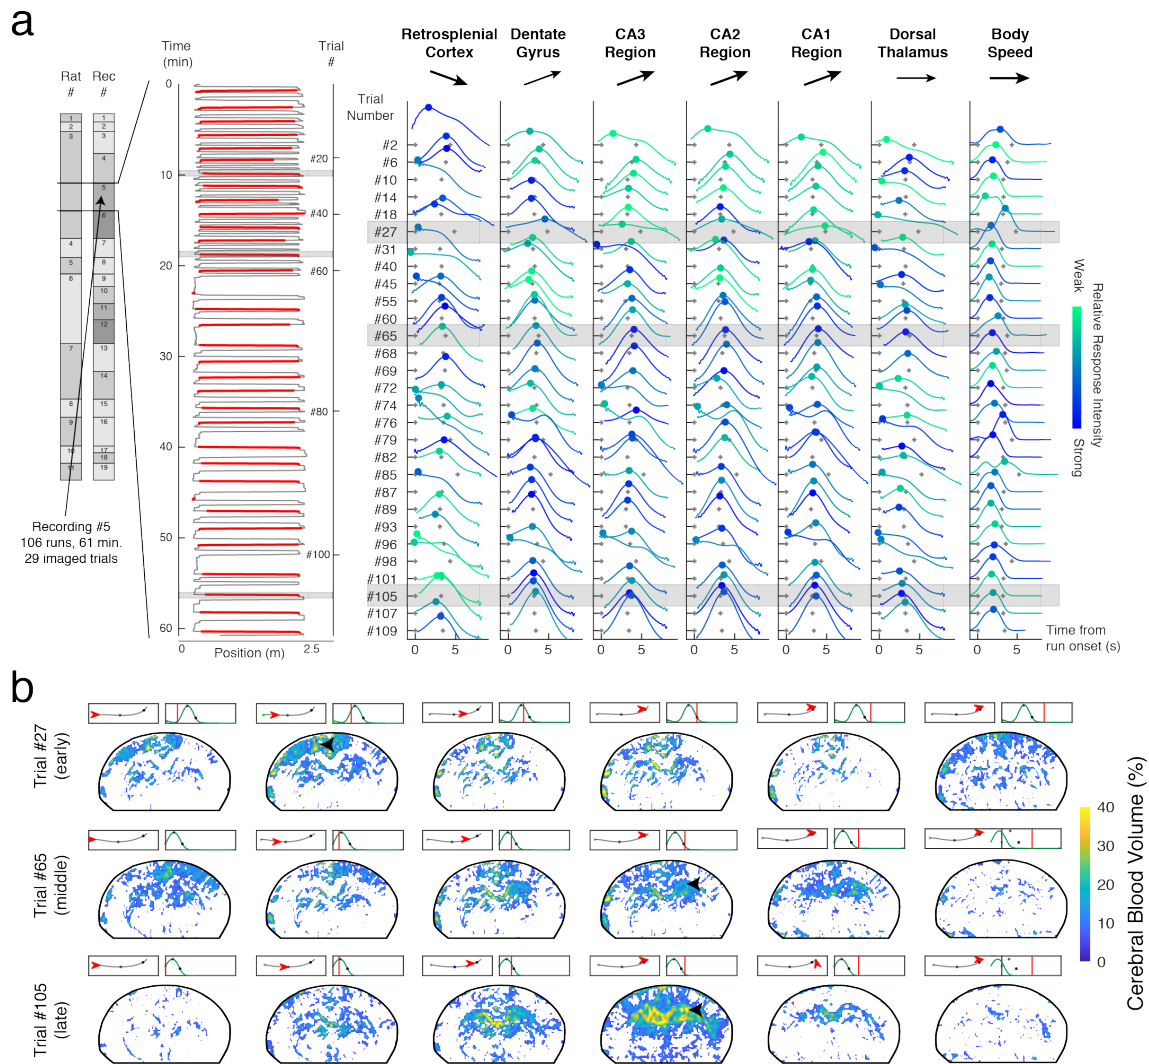 a
Time
(min)
Trial
#
Rat
#
Rec
#
Retrosplenial
Cortex
Dentate
Gyrus
CA3
Region
CA2
Region
CA1
Region
Dorsal
Thalamus
Body
Speed
1
2
3
4
5
6
7
8
9
10
11
1
2
3
4
5
6
7
8
9
10
11
12
13
14
15
16
17
18
19
Recording #5
106 runs, 61 min.
29 imaged trials
0
10
20
30
40
50
60
#20
#40
#60
#80
#100
0
Position (m)
2.5
Trial
Number
#2
#6
#10
#14
#18
#27
#31
#40
#45
#55
#60
#65
#68
#69
#72
#74
#76
#79
#82
#85
#87
#89
#93
#96
#98
#101
#105
#107
#109
0 5
0 5
0 5
0 5
0 5
0 5
0 5
Time from
run onset (s)
Weak
Strong
Relative Response Intensity
b
Trial #27
(early)
Trial #65
(middle)
Trial #105
(late)
40
30
20
10
0
Cerebral Blood Volume (%)